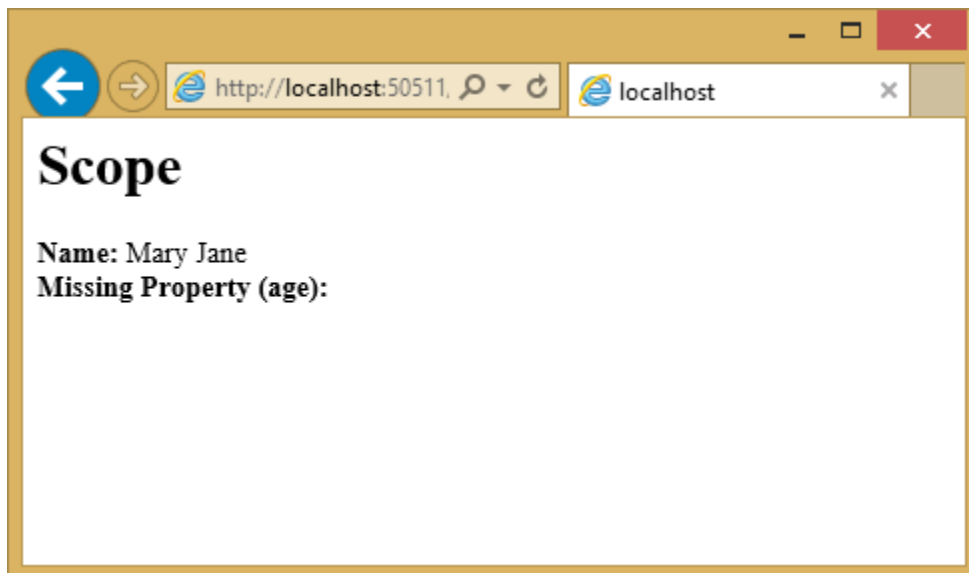 http://localhost:50511,
localhost
Scope
Name: Mary Jane
Missing Property (age):